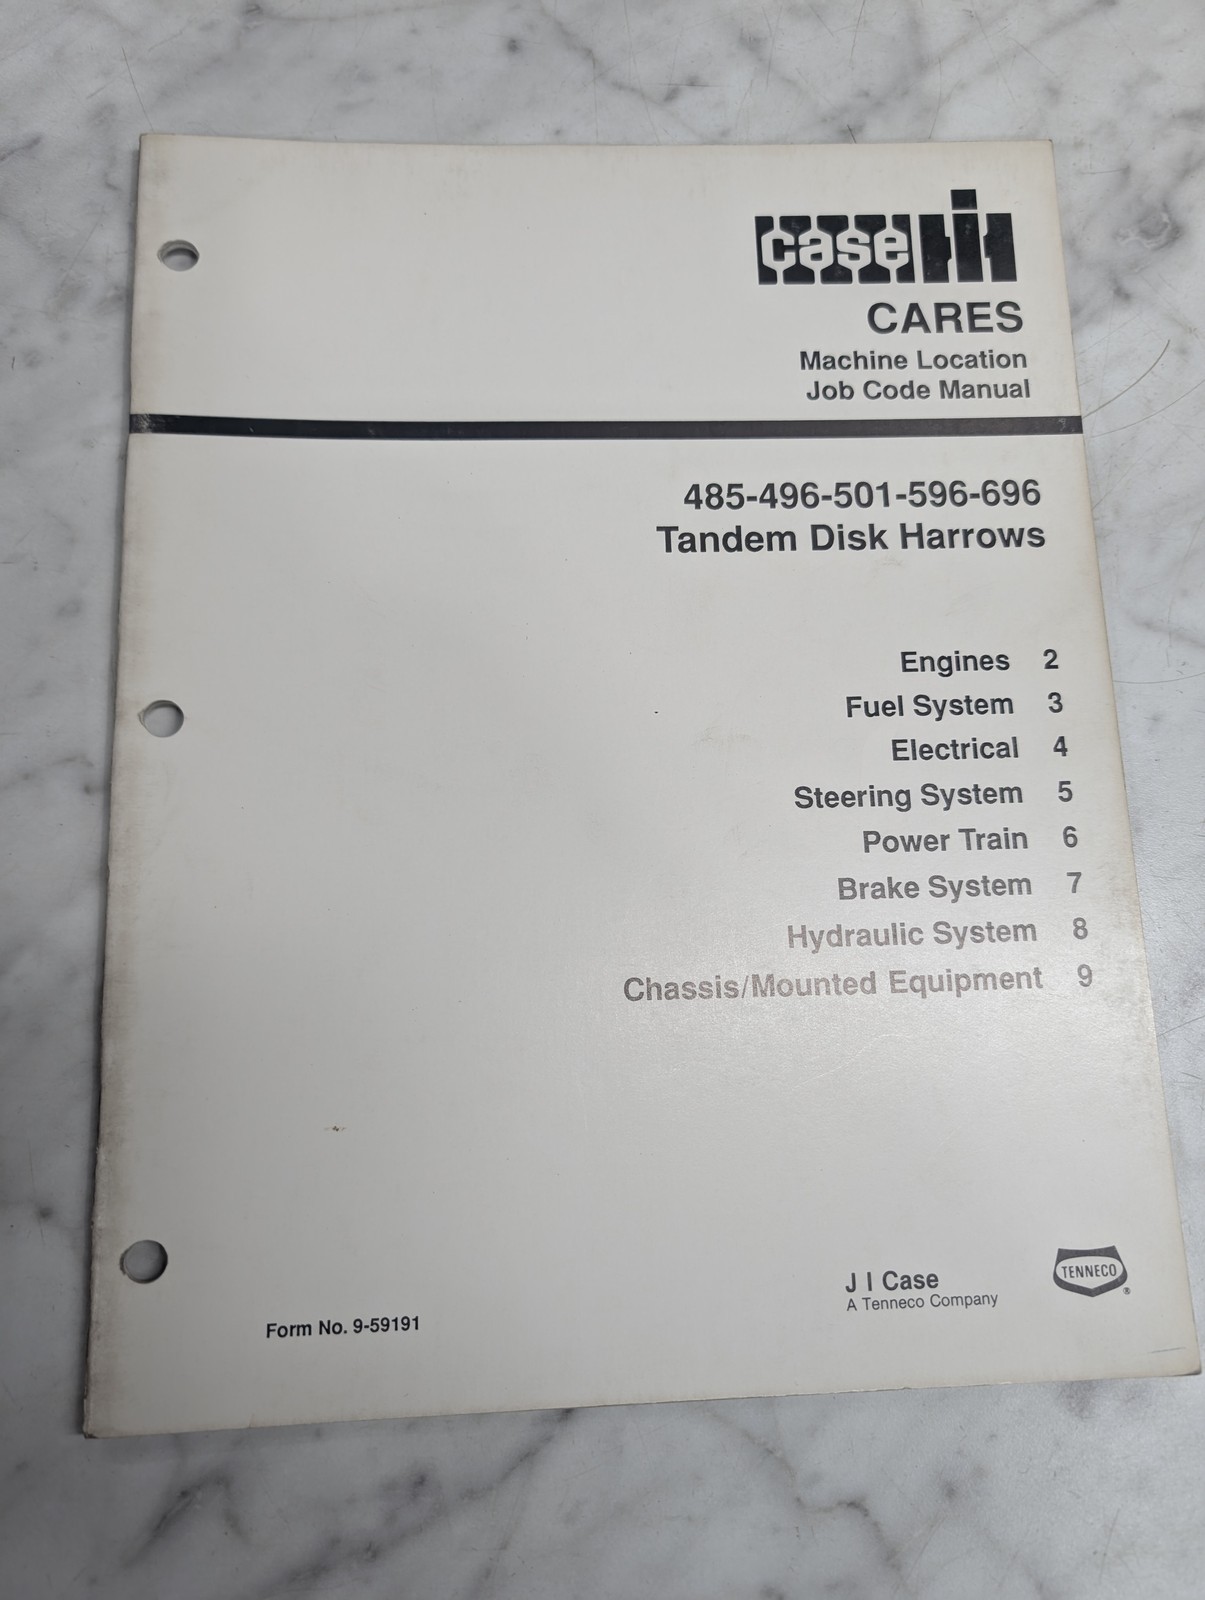 case IH
CARES
Machine Location
Job Code Manual
485-496-501-596-696
Tandem Disk Harrows
Engines 2
Fuel System 3
Electrical 4
Steering System 5
Power Train 6
Brake System 7
Hydraulic System 8
Chassis/Mounted Equipment 9
J I Case
A Tenneco Company
TENNECO
®
Form No. 9-59191